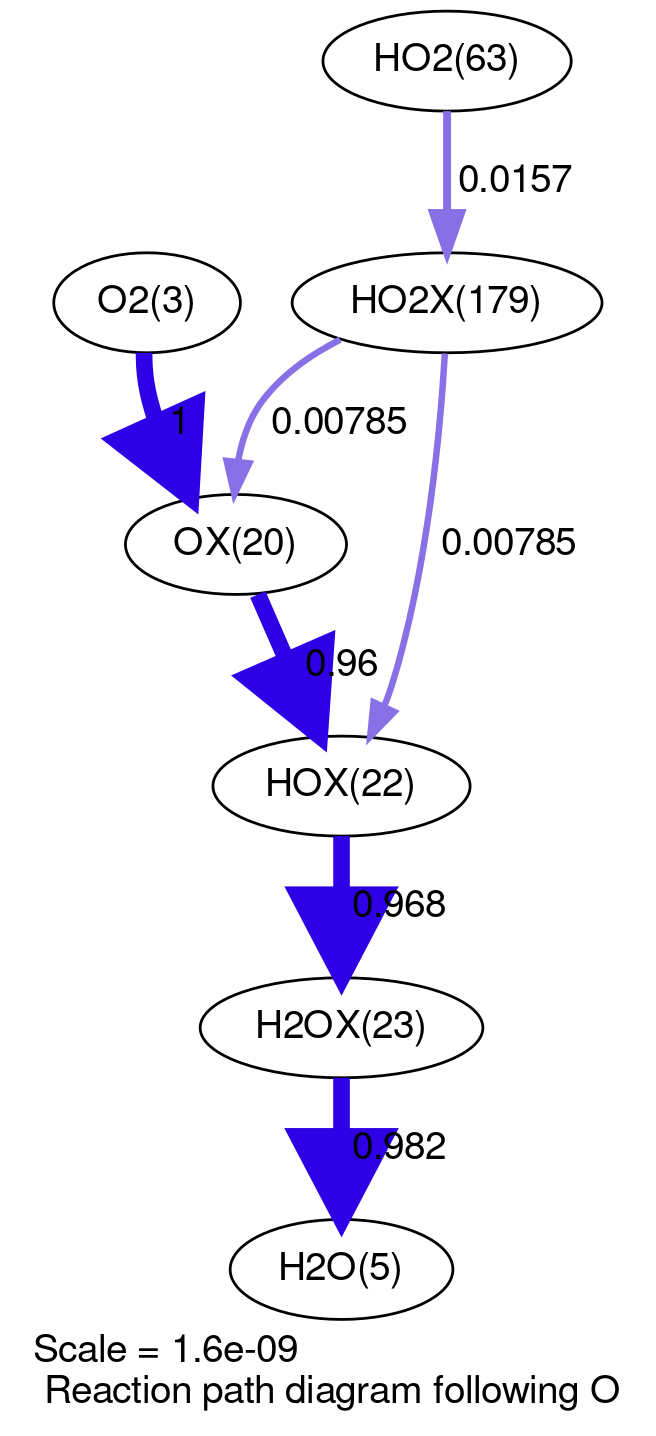 HO2(63)
0.0157
O2(3)
HO2X(179)
1
0.00785
OX(20)
0.00785
0.96
HOX(22)
0.968
H2OX(23)
0.982
H2O(5)
Scale = 1.6e-09
Reaction path diagram following O